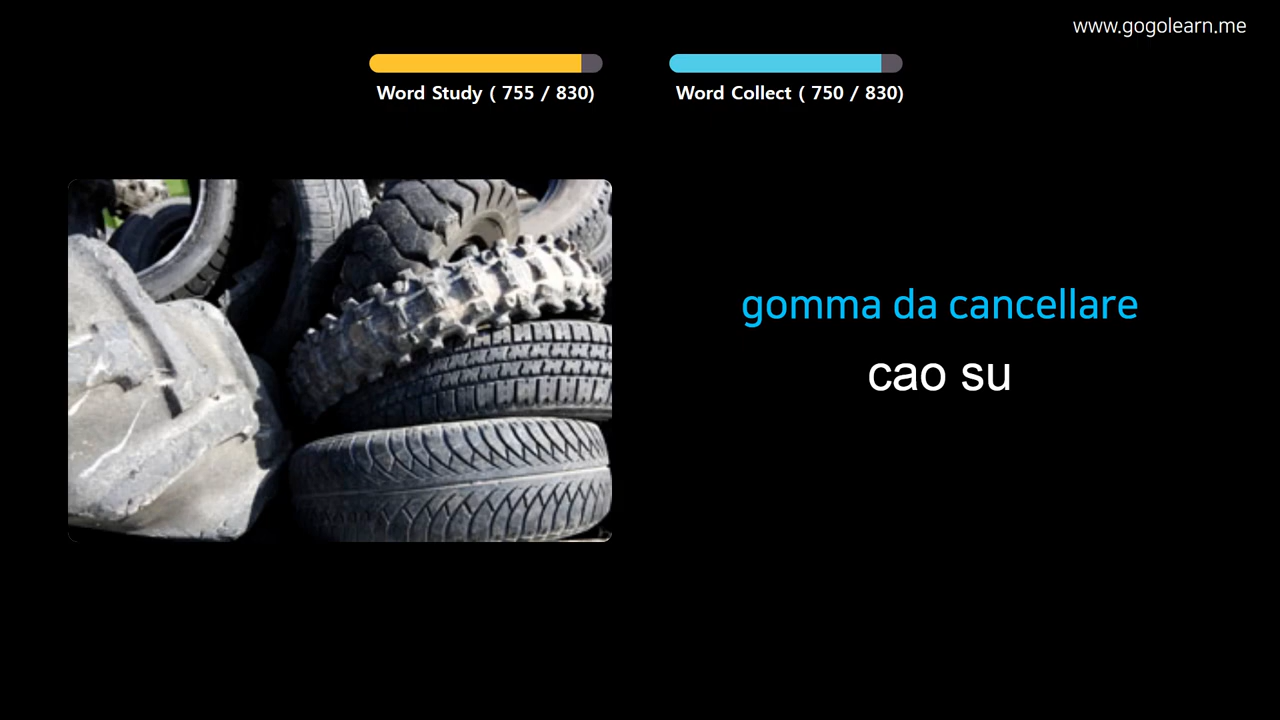 www.gogolearn.me
Word Study ( 755 / 830)
Word Collect ( 750 / 830)
gomma da cancellare
cao su